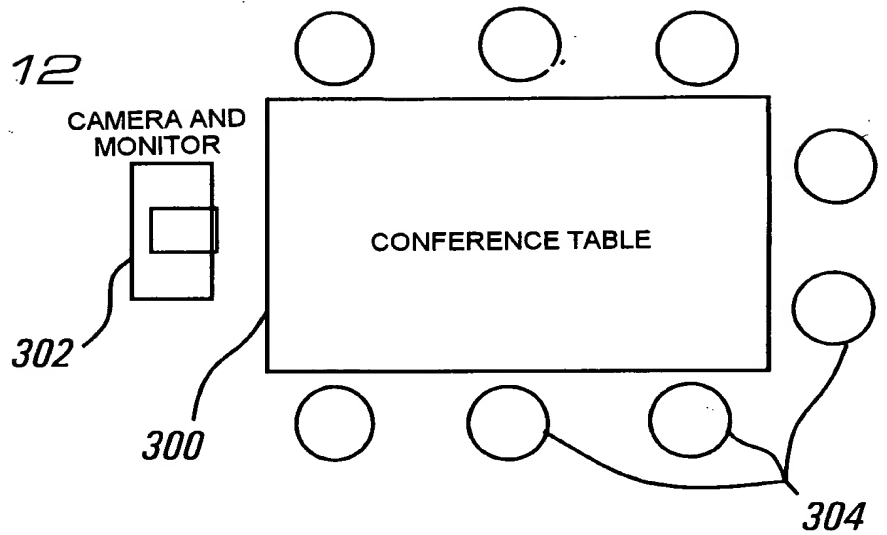 12
CAMERA AND
MONITOR
CONFERENCE TABLE
302
300
304